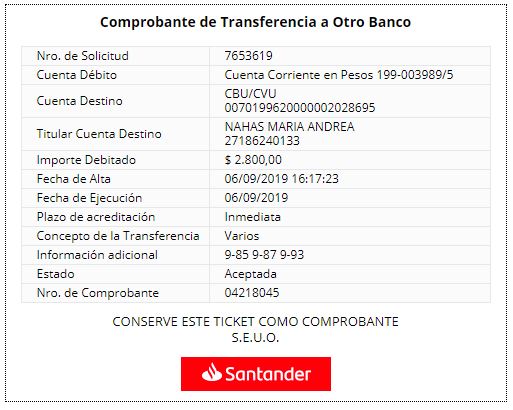 Comprobante de Transferencia a Otro Banco
Nro. de Solicitud 7653619
Cuenta Débito Cuenta Corriente en Pesos 199-003989/5
Cuenta Destino CBU/CVU
0070199620000002028695
Titular Cuenta Destino NAHAS MARIA ANDREA
27186240133
Importe Debitado $ 2.800,00
Fecha de Alta 06/09/2019 16:17:23
Fecha de Ejecución 06/09/2019
Plazo de acreditación Inmediata
Concepto de la Transferencia Varios
Información adicional 9-85 9-87 9-93
Estado Aceptada
Nro. de Comprobante 04218045
CONSERVE ESTE TICKET COMO COMPROBANTE
S.E.U.O.
Santander